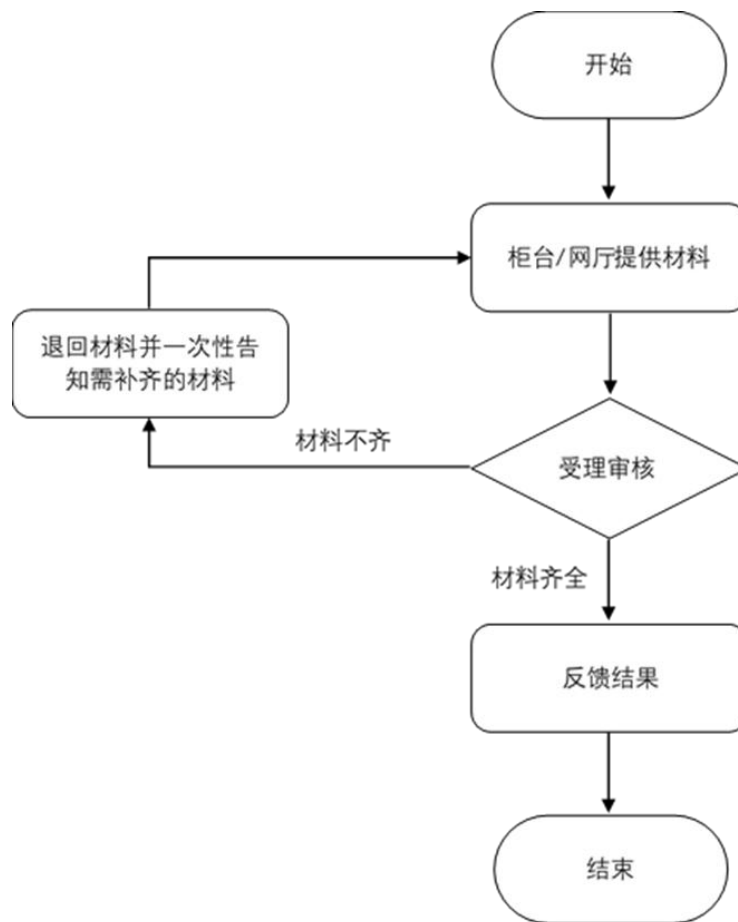 开始
柜台/网厅提供材料
退回材料并一次性告
知需补齐的材料
材料不齐
受理审核
材料齐全
反馈结果
结束